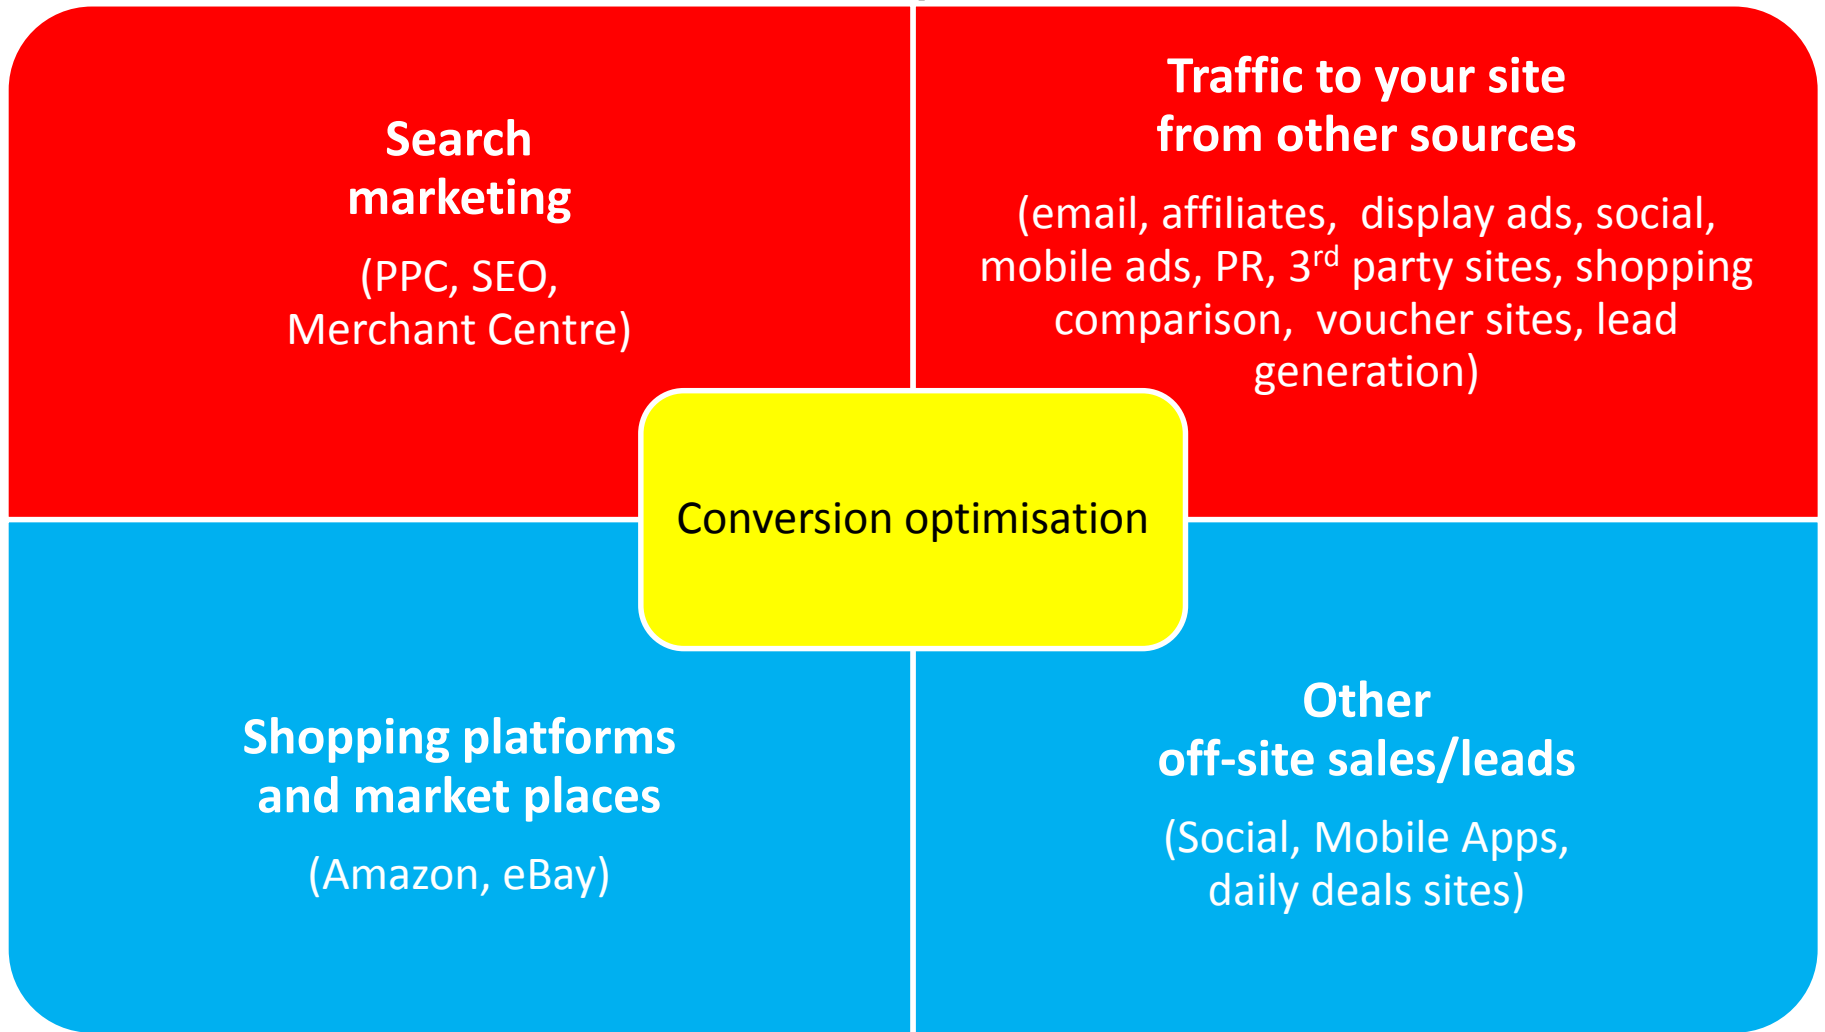 Search
marketing
(PPC, SEO,
Merchant Centre)
Traffic to your site
from other sources
(email, affiliates,  display ads, social,
mobile ads, PR, 3rd party sites, shopping
comparison,  voucher sites, lead
generation)
Conversion optimisation
Shopping platforms
and market places
(Amazon, eBay)
Other
off-site sales/leads
(Social, Mobile Apps,
daily deals sites)